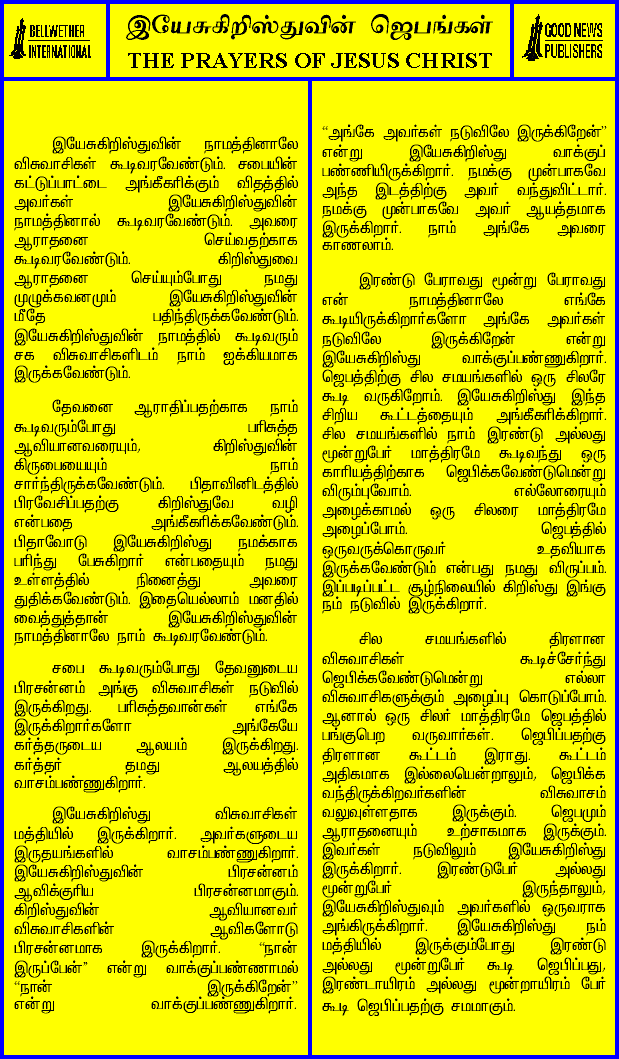 BELLWETHER
INTERNATIONAL
இயேசுகிறிஸ்துவின் ஜெபங்கள்
THE PRAYERS OF JESUS CHRIST
GOOD NEWS
PUBLISHERS
இயேசுகிறிஸ்துவின் நாமத்தினாலே
விசுவாசிகள் கூடிவரவேண்டும். சபையின்
கட்டுப்பாட்டை அங்கீகரிக்கும் விதத்தில்
அவர்கள் இயேசுகிறிஸ்துவின்
நாமத்தினால் கூடிவரவேண்டும். அவரை
ஆராதனை செய்வதற்காக
கூடிவரவேண்டும். கிறிஸ்துவை
ஆராதனை செய்யும்போது நமது
முழுக்கவனமும் இயேசுகிறிஸ்துவின்
மீதே பதிந்திருக்கவேண்டும்.
இயேசுகிறிஸ்துவின் நாமத்தில் கூடிவரும்
சக விசுவாசிகளிடம் நாம் ஐக்கியமாக
இருக்கவேண்டும்.
தேவனை ஆராதிப்பதற்காக நாம்
கூடிவரும்போது பரிசுத்த
ஆவியானவரையும், கிறிஸ்துவின்
கிருபையையும் நாம்
சார்ந்திருக்கவேண்டும். பிதாவினிடத்தில்
பிரவேசிப்பதற்கு கிறிஸ்துவே வழி
என்பதை அங்கீகரிக்கவேண்டும்.
பிதாவோடு இயேசுகிறிஸ்து நமக்காக
பரிந்து பேசுகிறார் என்பதையும் நமது
உள்ளத்தில் நினைத்து அவரை
துதிக்கவேண்டும். இதையெல்லாம் மனதில்
வைத்துத்தான் இயேசுகிறிஸ்துவின்
நாமத்தினாலே நாம் கூடிவரவேண்டும்.
சபை கூடிவரும்போது தேவனுடைய
பிரசன்னம் அங்கு விசுவாசிகள் நடுவில்
இருக்கிறது. பரிசுத்தவான்கள் எங்கே
இருக்கிறார்களோ அங்கேயே
கர்த்தருடைய ஆலயம் இருக்கிறது.
கர்த்தர் தமது ஆலயத்தில்
வாசம்பண்ணுகிறார்.
இயேசுகிறிஸ்து விசுவாசிகள்
மத்தியில் இருக்கிறார். அவர்களுடைய
இருதயங்களில் வாசம்பண்ணுகிறார்.
இயேசுகிறிஸ்துவின் பிரசன்னம்
ஆவிக்குரிய பிரசன்னமாகும்.
கிறிஸ்துவின் ஆவியானவர்
விசுவாசிகளின் ஆவிகளோடு
பிரசன்னமாக இருக்கிறார். “நான்
இருப்பேன்” என்று வாக்குப்பண்ணாமல்
“நான் இருக்கிறேன்”
என்று வாக்குப்பண்ணுகிறார்.
“அங்கே அவர்கள் நடுவிலே இருக்கிறேன்”
என்று இயேசுகிறிஸ்து வாக்குப்
பண்ணியிருக்கிறார். நமக்கு முன்பாகவே
அந்த இடத்திற்கு அவர் வந்துவிட்டார்.
நமக்கு முன்பாகவே அவர் ஆயத்தமாக
இருக்கிறார். நாம் அங்கே அவரை
காணலாம்.
இரண்டு பேராவது மூன்று பேராவது
என் நாமத்தினாலே எங்கே
கூடியிருக்கிறார்களோ அங்கே அவர்கள்
நடுவிலே இருக்கிறேன் என்று
இயேசுகிறிஸ்து வாக்குப்பண்ணுகிறார்.
ஜெபத்திற்கு சில சமயங்களில் ஒரு சிலரே
கூடி வருகிறோம். இயேசுகிறிஸ்து இந்த
சிறிய கூட்டத்தையும் அங்கீகரிக்கிறார்.
சில சமயங்களில் நாம் இரண்டு அல்லது
மூன்றுபேர் மாத்திரமே கூடிவந்து ஒரு
காரியத்திற்காக ஜெபிக்கவேண்டுமென்று
விரும்புவோம். எல்லோரையும்
அழைக்காமல் ஒரு சிலரை மாத்திரமே
அழைப்போம். ஜெபத்தில்
ஒருவருக்கொருவர் உதவியாக
இருக்கவேண்டும் என்பது நமது விருப்பம்.
இப்படிப்பட்ட சூழ்நிலையில் கிறிஸ்து இங்கு
நம் நடுவில் இருக்கிறார்.
சில சமயங்களில் திரளான
விசுவாசிகள் கூடிச்சேர்ந்து
ஜெபிக்கவேண்டுமென்று எல்லா
விசுவாசிகளுக்கும் அழைப்பு கொடுப்போம்.
ஆனால் ஒரு சிலர் மாத்திரமே ஜெபத்தில்
பங்குபெற வருவார்கள். ஜெபிப்பதற்கு
திரளான கூட்டம் இராது. கூட்டம்
அதிகமாக இல்லையென்றாலும், ஜெபிக்க
வந்திருக்கிறவர்களின் விசுவாசம்
வலுவுள்ளதாக இருக்கும். ஜெபமும்
ஆராதனையும் உற்சாகமாக இருக்கும்.
இவர்கள் நடுவிலும் இயேசுகிறிஸ்து
இருக்கிறார். இரண்டுபேர் அல்லது
மூன்றுபேர் இருந்தாலும்,
இயேசுகிறிஸ்துவும் அவர்களில் ஒருவராக
அங்கிருக்கிறார். இயேசுகிறிஸ்து நம்
மத்தியில் இருக்கும்போது இரண்டு
அல்லது மூன்றுபேர் கூடி ஜெபிப்பது,
இரண்டாயிரம் அல்லது மூன்றாயிரம் பேர்
கூடி ஜெபிப்பதற்கு சமமாகும்.